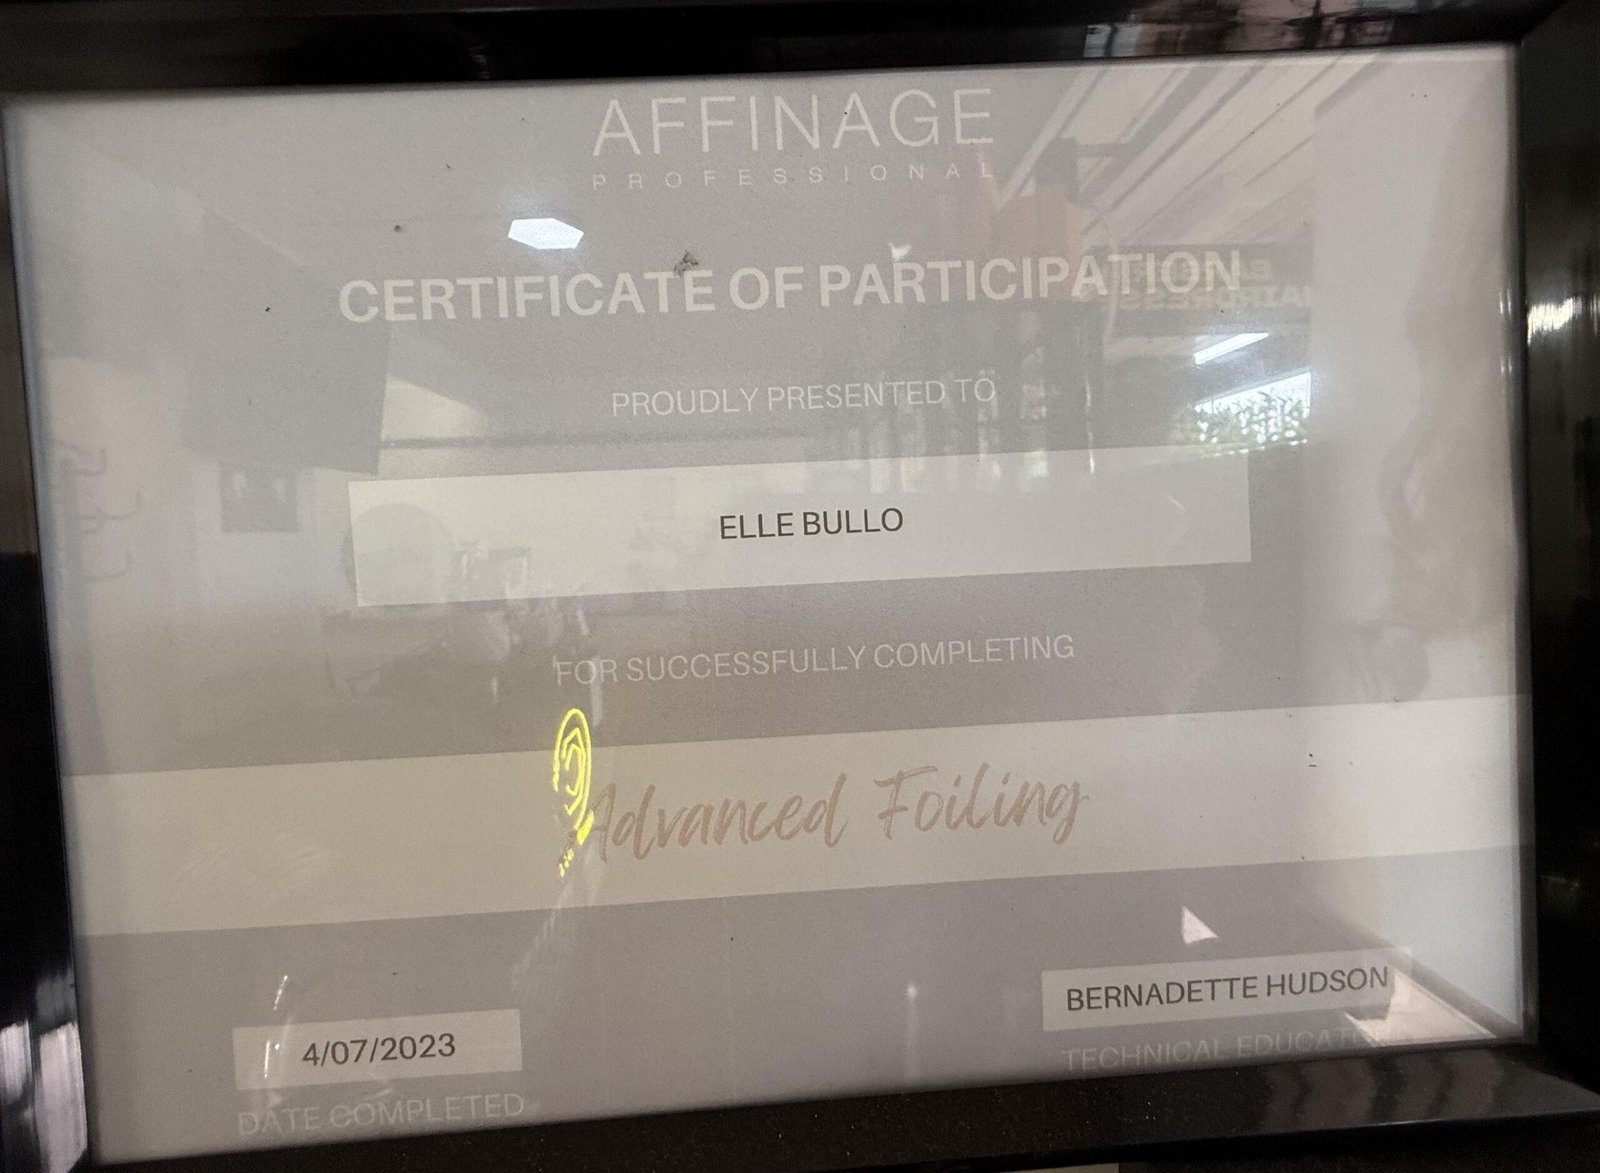 AFFINAGE
PROFESSIONAL
CERTIFICATE OF PARTICIPATION
PROUDLY PRESENTED TO
ELLE BULLO
FOR SUCCESSFULLY COMPLETING
Advanced Foiling
BERNADETTE HUDSON
TECHNICAL
4/07/2023
DATE COMPLETED